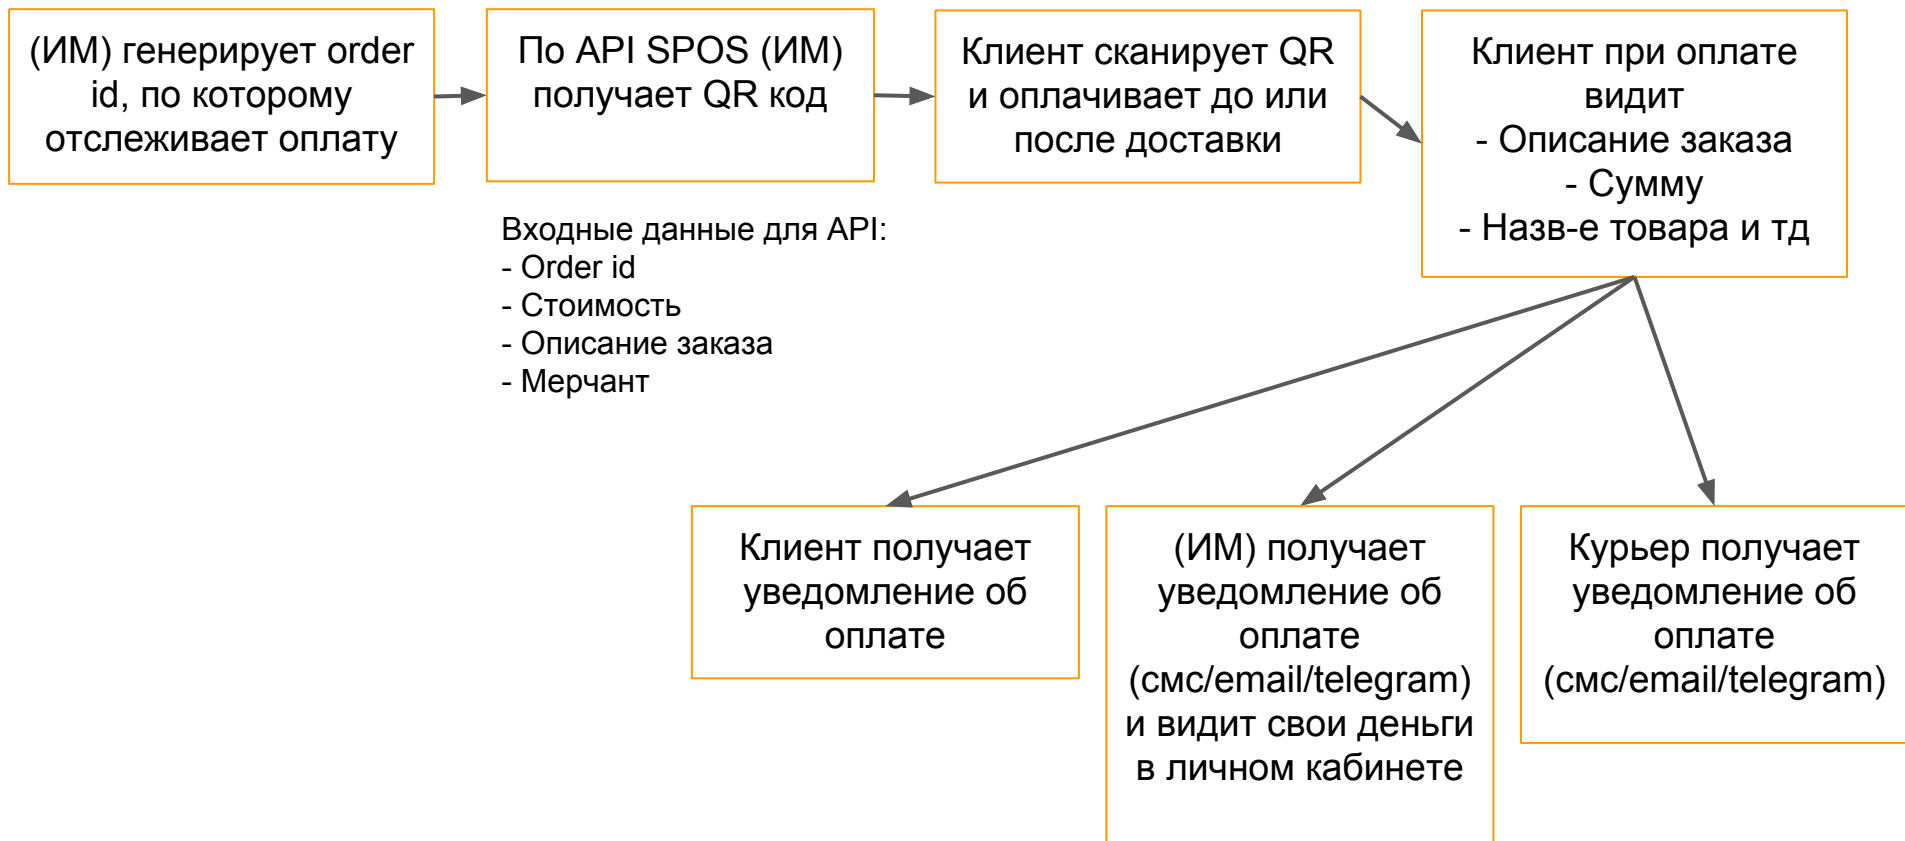 (ИМ) генерирует order
id, по которому
отслеживает оплату
По API SPOS (ИМ)
получает QR код
Клиент сканирует QR
и оплачивает до или
после доставки
Клиент при оплате
видит
- Описание заказа
- Сумму
- Назв-е товара и тд
Входные данные для API:
- Order id
- Стоимость
- Описание заказа
- Мерчант
Клиент получает
уведомление об
оплате
(ИМ) получает
уведомление об
оплате
(смс/email/telegram)
и видит свои деньги
в личном кабинете
Курьер получает
уведомление об
оплате
(смс/email/telegram)